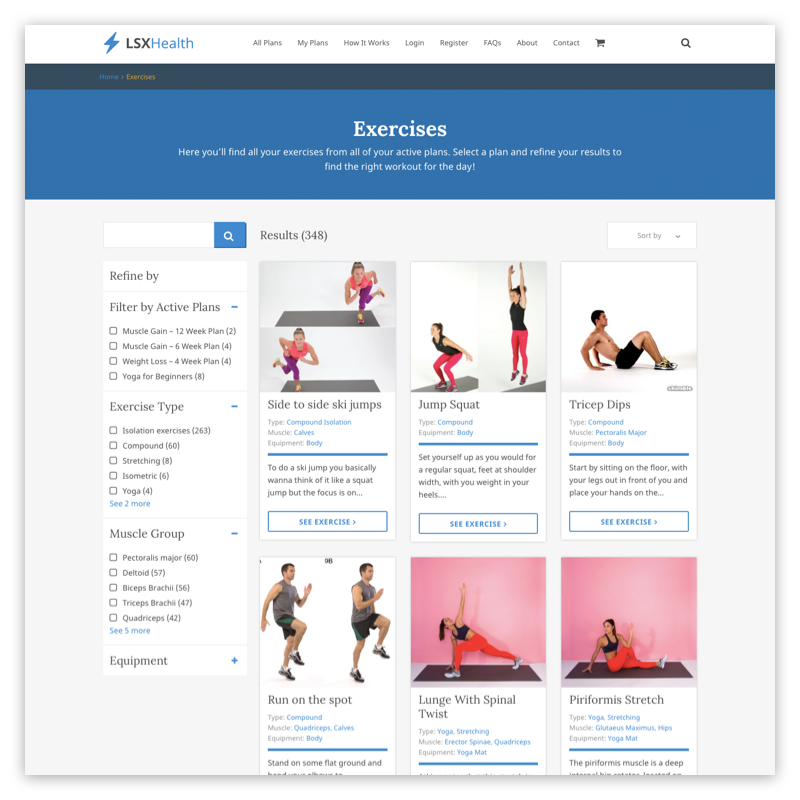 LSXHealth
All Plans My Plans How It Works Login Register FAQs About Contact
Home › Exercises
Exercises
Here you'll find all your exercises from all of your active plans. Select a plan and refine your results to
find the right workout for the day!
Results (348)
Sort by
Refine by
Filter by Active Plans
Muscle Gain – 12 Week Plan (2)
Muscle Gain – 6 Week Plan (4)
Weight Loss – 4 Week Plan (4)
Yoga for Beginners (8)
Exercise Type
Isolation exercises (263)
Compound (60)
Stretching (8)
Isometric (6)
Yoga (4)
See 2 more
Muscle Group
Pectoralis major (60)
Deltoid (57)
Biceps Brachii (56)
Triceps Brachii (47)
Quadriceps (42)
See 5 more
Equipment
Side to side ski jumps
Type: Compound Isolation
Muscle: Calves
Equipment: Body
To do a ski jump you basically
wanna think of it like a squat
jump but the focus is on...
SEE EXERCISE ›
Jump Squat
Type: Compound
Equipment: Body
Set yourself up as you would for
a regular squat, feet at shoulder
width, with you weight in your
heels....
SEE EXERCISE ›
Tricep Dips
Type: Compound
Muscle: Pectoralis Major
Equipment: Body
Start by sitting on the floor, with
your legs out in front of you and
place your hands on the...
SEE EXERCISE ›
9B
Run on the spot
Type: Compound
Muscle: Quadriceps, Calves
Equipment: Body
Stand on some flat ground and
bend your elbows to
Lunge With Spinal
Twist
Type: Yoga, Stretching
Muscle: Erector Spinae, Quadriceps
Equipment: Yoga Mat
Piriformis Stretch
Type: Yoga, Stretching
Muscle: Glutaeus Maximus, Hips
Equipment: Yoga Mat
The piriformis muscle is a deep
internal hip rotator, located on